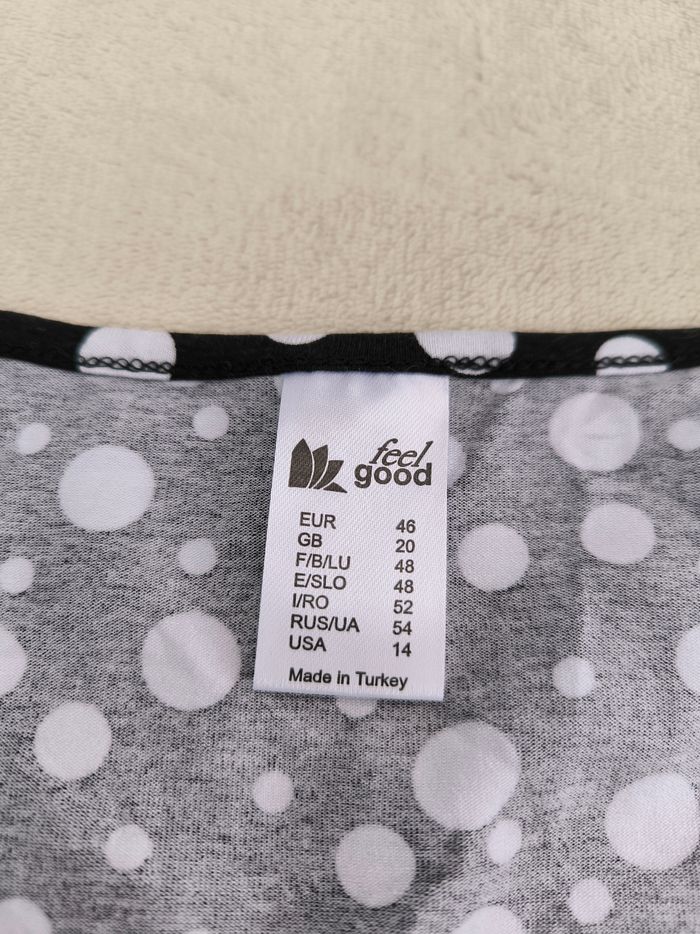 feel
good
EUR 46
GB 20
F/B/LU 48
E/SLO 48
I/RO 52
RUS/UA 54
USA 14
Made in Turkey